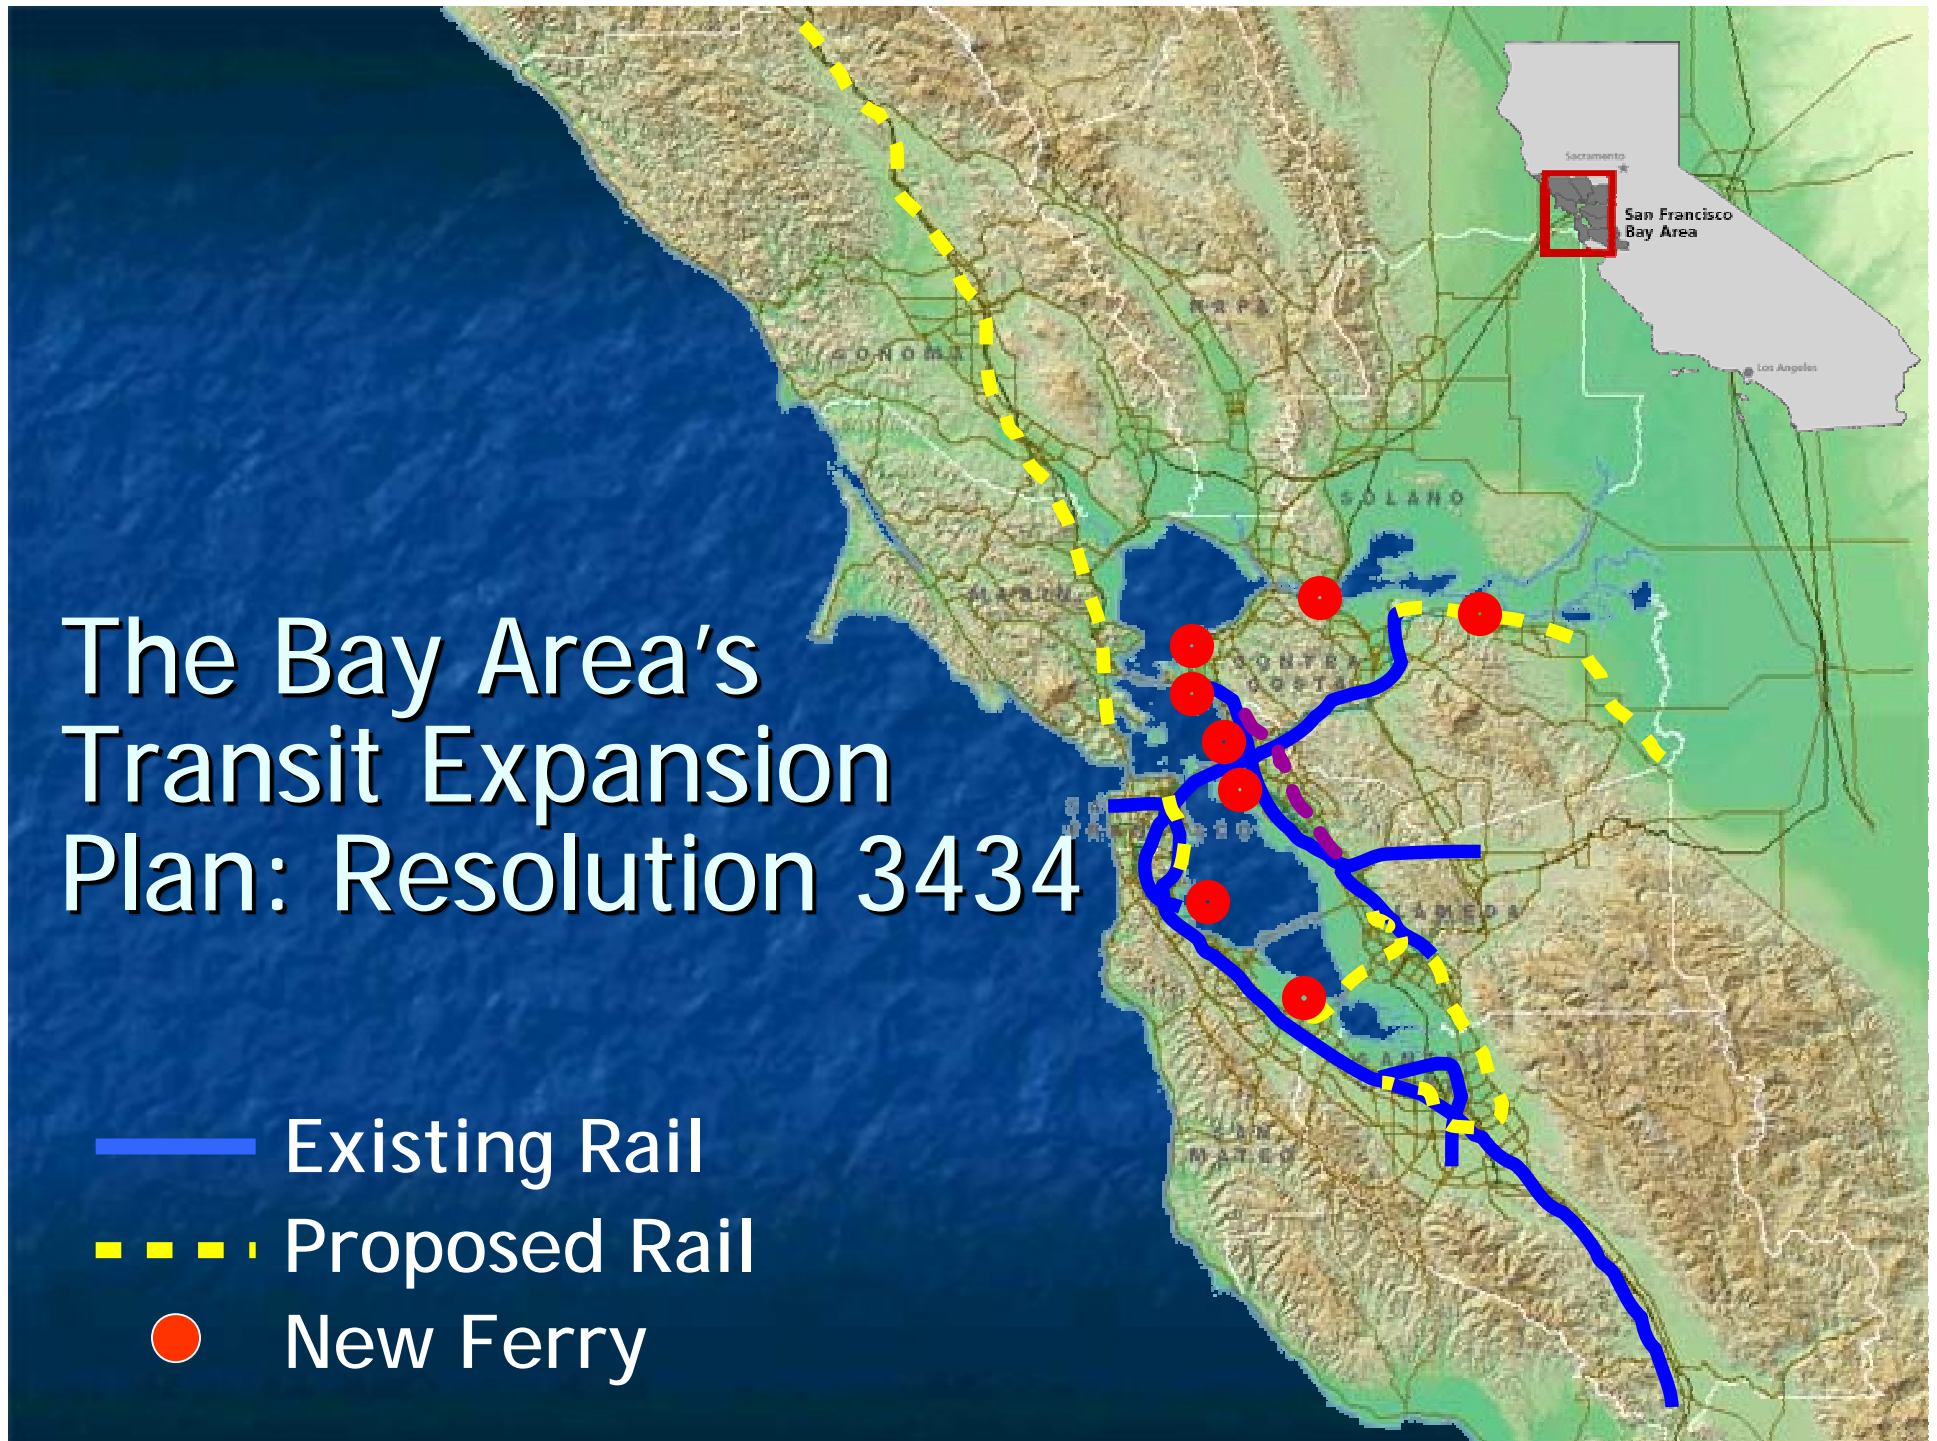 Sacramento
San Francisco
Bay Area
Los Angeles
NAPA
SONOMA
SOLANO
MARIN
CONTRA
COSTA
The Bay Area's
Transit Expansion
Plan: Resolution 3434
ALAMEDA
SAN
MATEO
Existing Rail
Proposed Rail
New Ferry